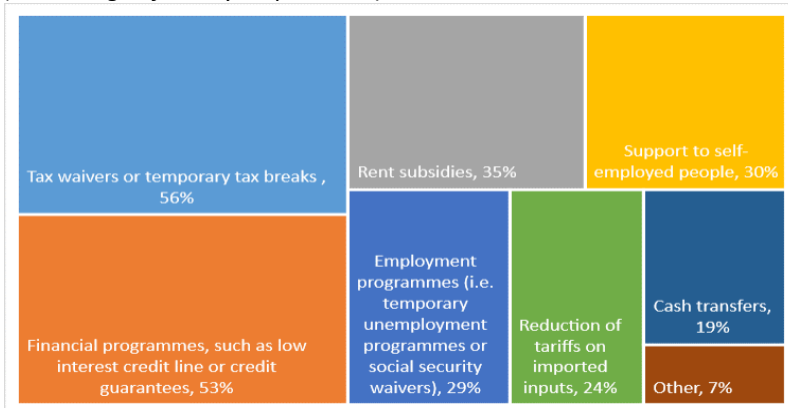 Tax waivers or temporary tax breaks ,
56%
Rent subsidies, 35%
Support to self-
employed people, 30%
Financial programmes, such as low
interest credit line or credit
guarantees, 53%
Employment
programmes (i.e.
temporary
unemployment
programmes or
social security
waivers), 29%
Reduction of
tariffs on
imported
inputs, 24%
Cash transfers,
19%
Other, 7%